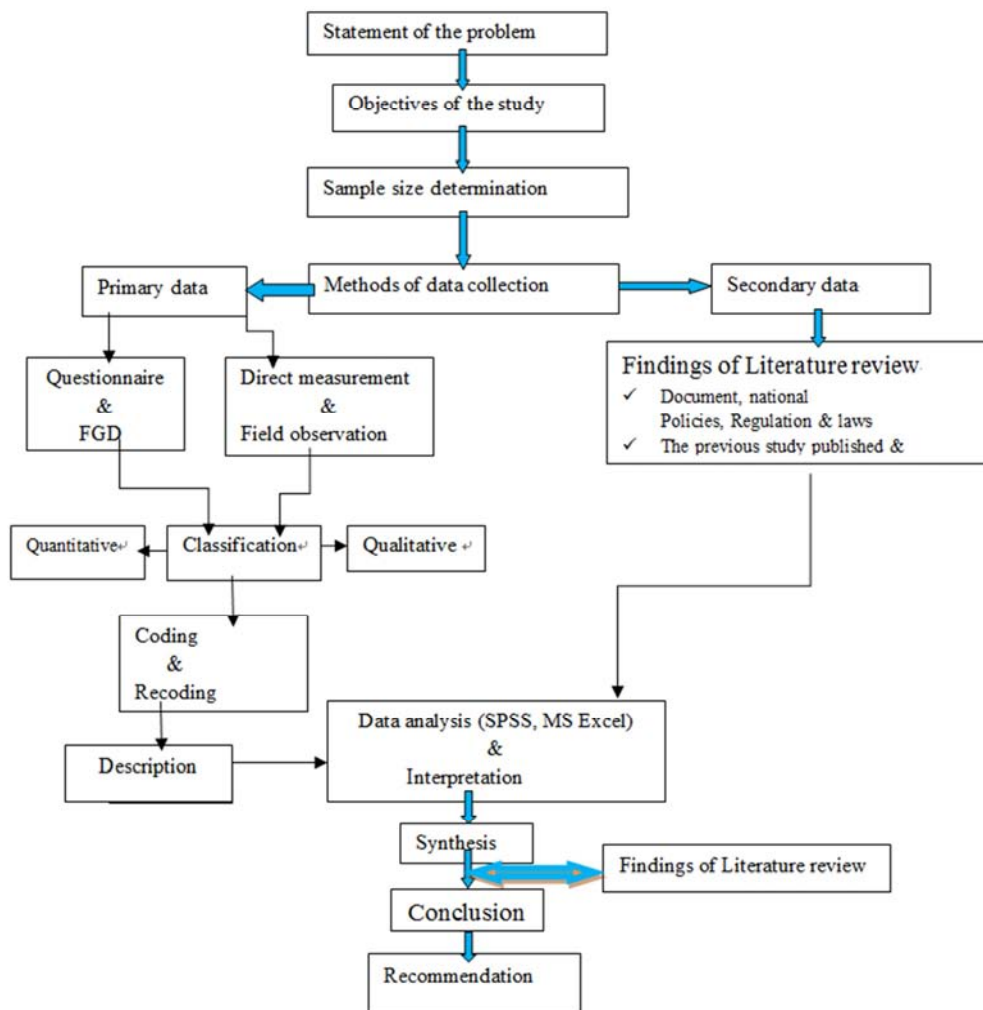 Statement of the problem
Objectives of the study
Sample size determination
Methods of data collection
Primary data
Secondary data
Questionnaire
&
FGD
Direct measurement
&
Field observation
Findings of Literature review
✓ Document, national
Policies, Regulation & laws
✓ The previous study published &
Quantitative↵
Classification↵
Qualitative ↵
Coding
&
Recoding
Description
Data analysis (SPSS, MS Excel)
&
Interpretation
Synthesis
Findings of Literature review
Conclusion
Recommendation